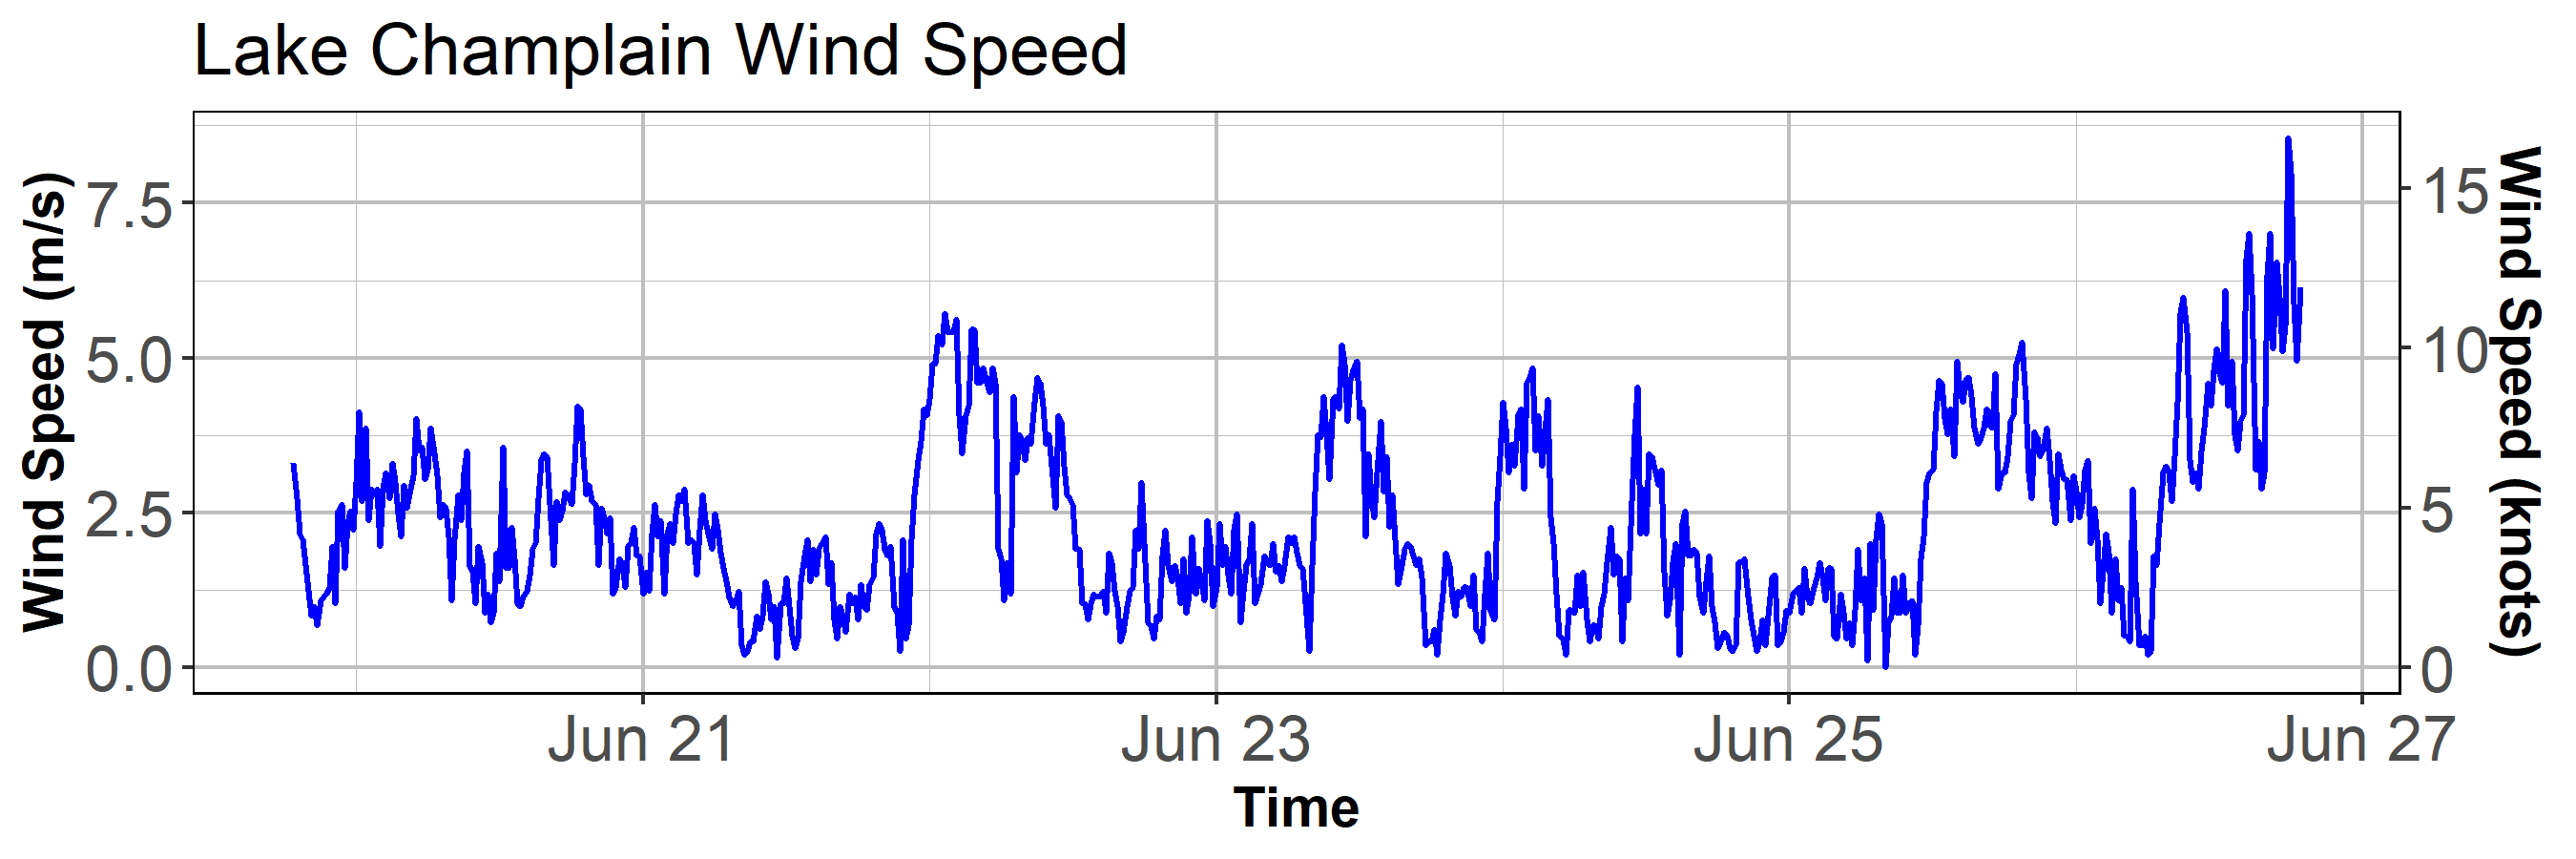 Lake Champlain Wind Speed
Wind Speed (m/s)
7.5
5.0
2.5
0.0
15
10
5
0
Wind Speed (knots)
Jun 21 Jun 23 Jun 25 Jun 27
Time